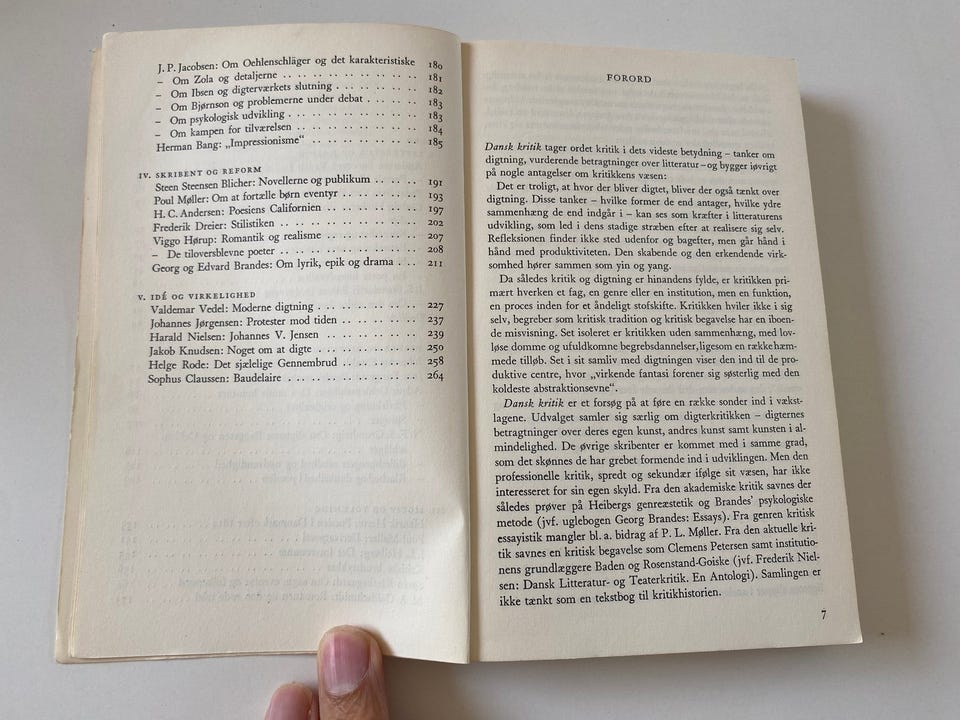 J. P. Jacobsen: Om Oehlenschläger og det karakteristiske 180
– Om Zola og detaljerne . . . . . . . . . . . . . . . . . . 181
– Om Ibsen og digterværkets slutning . . . . . . . . . . 182
– Om Bjørnson og problemerne under debat . . . . . . 183
– Om psykologisk udvikling . . . . . . . . . . . . . . . . 183
– Om kampen for tilværelsen . . . . . . . . . . . . . . . 184
Herman Bang: „Impressionisme“ . . . . . . . . . . . . . . 185
IV. SKRIBENT OG REFORM
Steen Steensen Blicher: Novellerne og publikum . . . . . . 191
Poul Møller: Om at fortælle børn eventyr . . . . . . . . . . 193
H. C. Andersen: Poesiens Californien . . . . . . . . . . . . 197
Frederik Dreier: Stilistiken . . . . . . . . . . . . . . . . . . 202
Viggo Hørup: Romantik og realisme . . . . . . . . . . . . 207
– De tiloversblevne poeter . . . . . . . . . . . . . . . . . . 208
Georg og Edvard Brandes: Om lyrik, epik og drama . . . 211
V. IDÉ OG VIRKELIGHED
Valdemar Vedel: Moderne digtning . . . . . . . . . . . . . 227
Johannes Jørgensen: Protester mod tiden . . . . . . . . . . 237
Harald Nielsen: Johannes V. Jensen . . . . . . . . . . . . . 239
Jakob Knudsen: Noget om at digte . . . . . . . . . . . . . 250
Helge Rode: Det sjælelige Gennembrud . . . . . . . . . . . 258
Sophus Claussen: Baudelaire . . . . . . . . . . . . . . . . . 264
FORORD
Dansk kritik tager ordet kritik i dets videste betydning – tanker om
digtning, vurderende betragtninger over litteratur – og bygger iøvrigt
på nogle antagelser om kritikkens væsen:
Det er troligt, at hvor der bliver digtet, bliver der også tænkt over
digtning. Disse tanker – hvilke former de end antager, hvilke ydre
sammenhæng de end indgår i – kan ses som kræfter i litteraturens
udvikling, som led i dens stadige stræben efter at realisere sig selv.
Refleksionen finder ikke sted udenfor og bagefter, men går hånd i
hånd med produktiviteten. Den skabende og den erkendende virk-
somhed hører sammen som yin og yang.
Da således kritik og digtning er hinandens fylde, er kritikken pri-
mært hverken et fag, en genre eller en institution, men en funktion,
en proces inden for et åndeligt stofskifte. Kritikken hviler ikke i sig
selv, begreber som kritisk tradition og kritisk begavelse har en iboen-
de misvisning. Set isoleret er kritikken uden sammenhæng, med lov-
løse domme og ufuldkomne begrebsdannelser, ligesom en række hæm-
mede tilløb. Set i sit samliv med digtningen viser den ind til de pro-
duktive centre, hvor „virkende fantasi forener sig søsterlig med den
koldeste abstraktionsevne“.
Dansk kritik er et forsøg på at føre en række sonder ind i vækst-
lagene. Udvalget samler sig særlig om digterkritikken – digternes
betragtninger over deres egen kunst, andres kunst samt kunsten i al-
mindelighed. De øvrige skribenter er kommet med i samme grad,
som det skønnes de har grebet formende ind i udviklingen. Men den
professionelle kritik, spredt og sekundær ifølge sit væsen, har ikke
interesseret for sin egen skyld. Fra den akademiske kritik savnes der
således prøver på Heibergs genreæstetik og Brandes' psykologiske
metode (jvf. uglebogen Georg Brandes: Essays). Fra genren kritisk
essayistik mangler bl. a. bidrag af P. L. Møller. Fra den aktuelle kri-
tik savnes en kritisk begavelse som Clemens Petersen samt institutio-
nens grundlæggere Baden og Rosenstand-Goiske (jvf. Frederik Niel-
sen: Dansk Litteratur- og Teaterkritik. En Antologi). Samlingen er
ikke tænkt som en tekstbog til kritikhistorien.
7